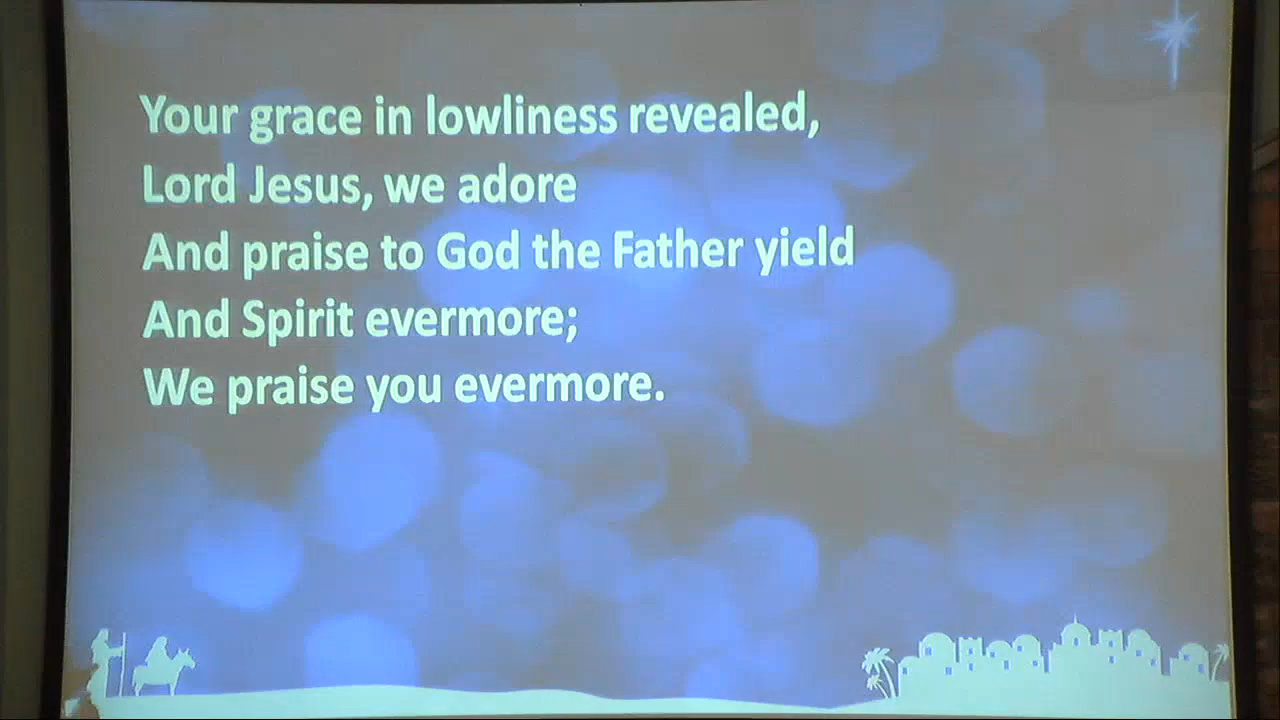 Your grace in lowliness revealed,
Lord Jesus, we adore
And praise to God the Father yield
And Spirit evermore;
We praise you evermore.